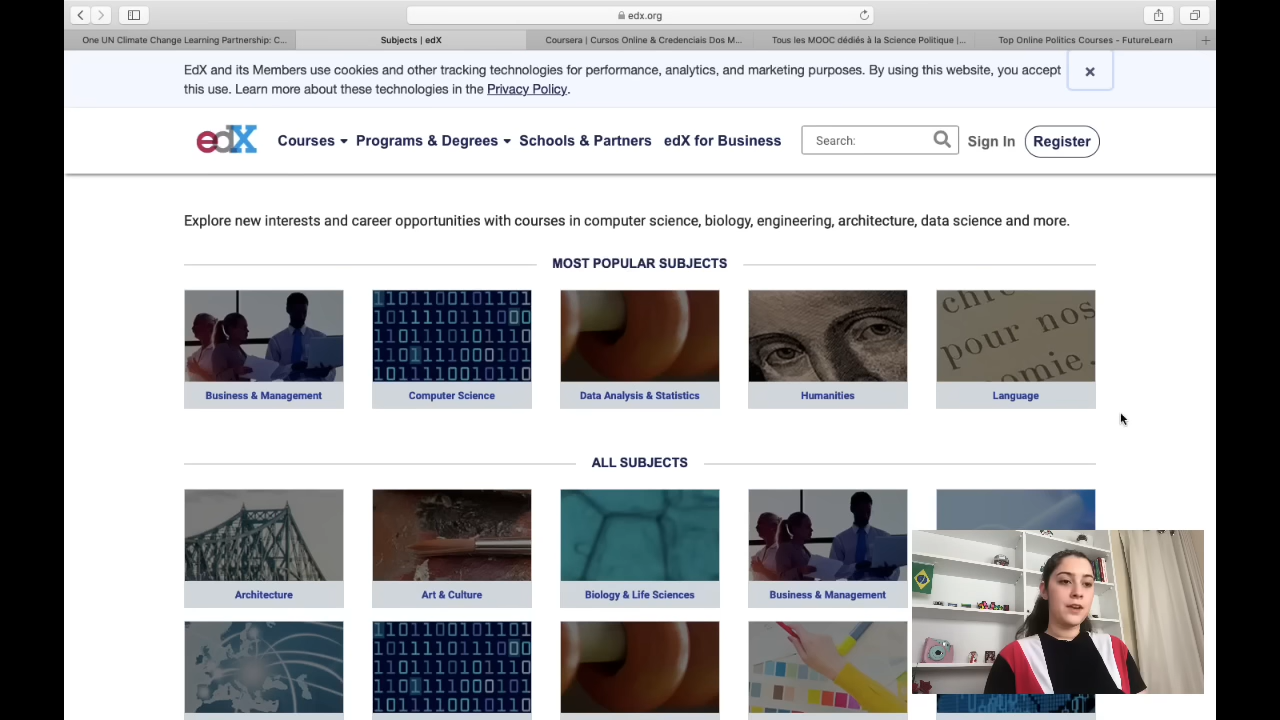 edx.org
One UN Climate Change Learning Partnership: C...
Subjects | edX
Coursera | Cursos Online & Credenciais Dos M...
Tous les MOOC dédiés à la Science Politique |...
Top Online Politics Courses - FutureLearn
EdX and its Members use cookies and other tracking technologies for performance, analytics, and marketing purposes. By using this website, you accept
this use. Learn more about these technologies in the Privacy Policy.
edX
Courses
Programs & Degrees
Schools & Partners
edX for Business
Search:
Sign In
Register
Explore new interests and career opportunities with courses in computer science, biology, engineering, architecture, data science and more.
MOST POPULAR SUBJECTS
chr
pour nos
omie.
Business & Management
Computer Science
Data Analysis & Statistics
Humanities
Language
ALL SUBJECTS
Architecture
Art & Culture
Biology & Life Sciences
Business & Management